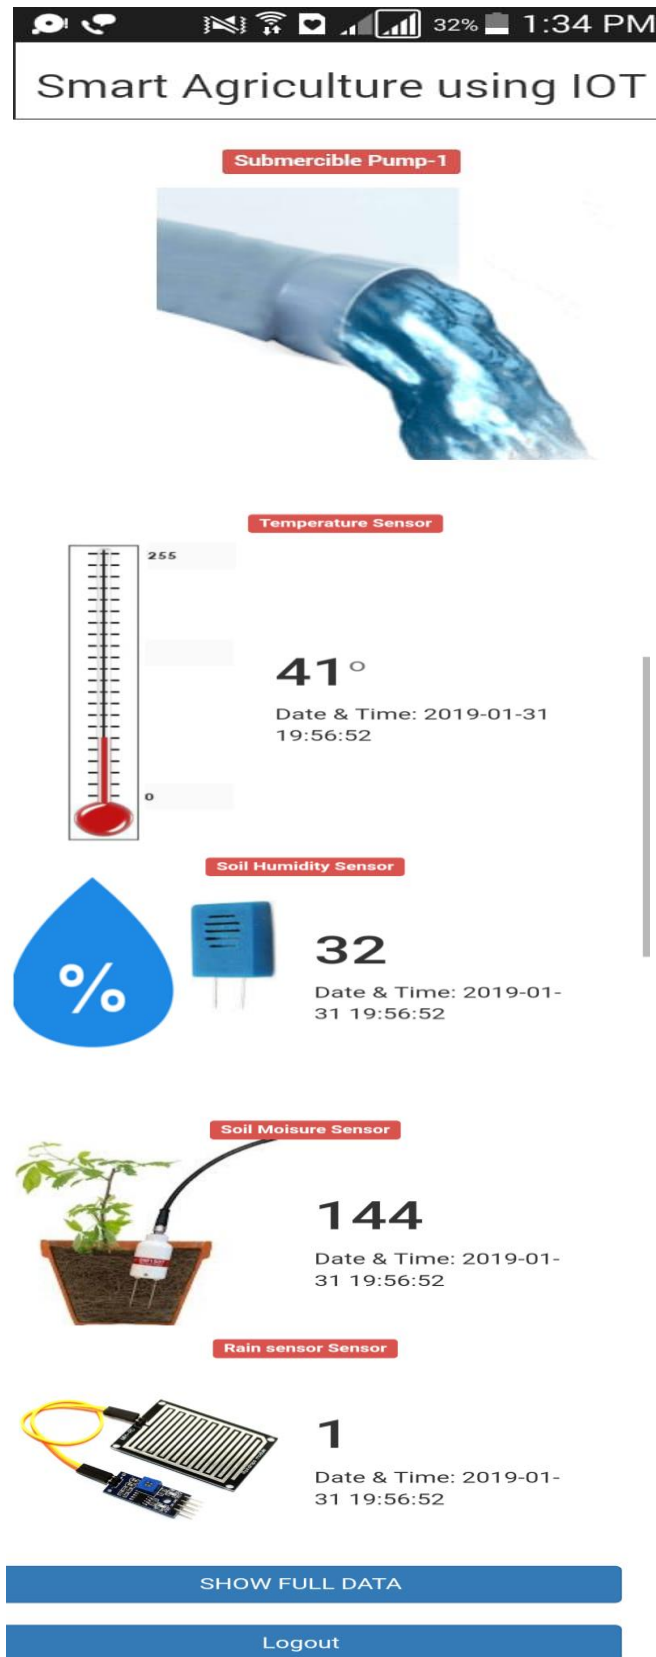 32% 1:34 PM
Smart Agriculture using IOT
Submercible Pump-1
Temperature Sensor
255
41°
Date & Time: 2019-01-31
19:56:52
0
Soil Humidity Sensor
%
32
Date & Time: 2019-01-
31 19:56:52
Soil Moisure Sensor
144
Date & Time: 2019-01-
31 19:56:52
Rain sensor Sensor
1
Date & Time: 2019-01-
31 19:56:52
SHOW FULL DATA
Logout